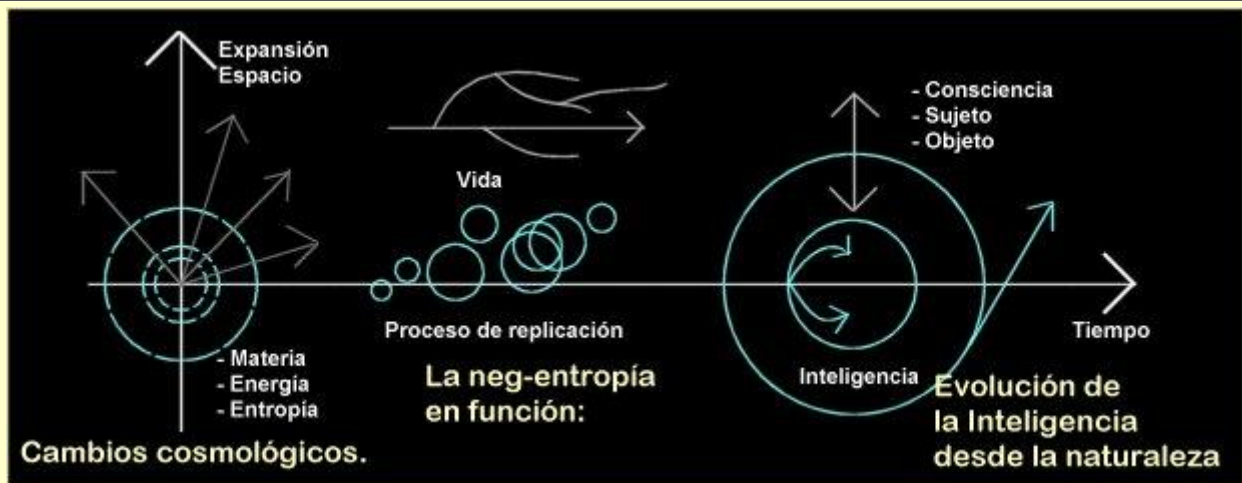 Expansión
Espacio
- Materia
- Energía
- Entropía
Cambios cosmológicos.
Vida
Proceso de replicación
La neg-entropía
en función:
- Consciencia
- Sujeto
- Objeto
Inteligencia
Tiempo
Evolución de
la Inteligencia
desde la naturaleza